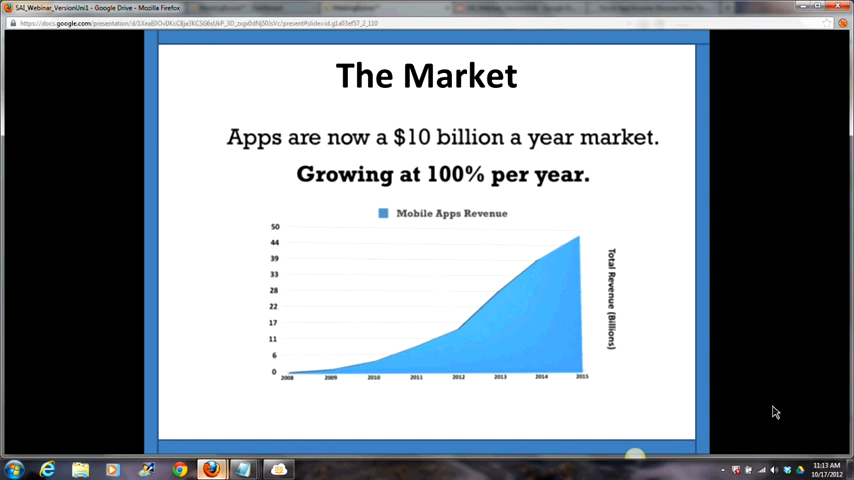 SAI_Webinar_VersionUni1 - Google Drive - Mozilla Firefox
The Market
Apps are now a $10 billion a year market.
Growing at 100% per year.
Mobile Apps Revenue
50
44
39
33
28
22
17
11
6
0
2008 2009 2010 2011 2012 2013 2014 2015
Total Revenue (Billions)
11:13 AM
10/17/2012